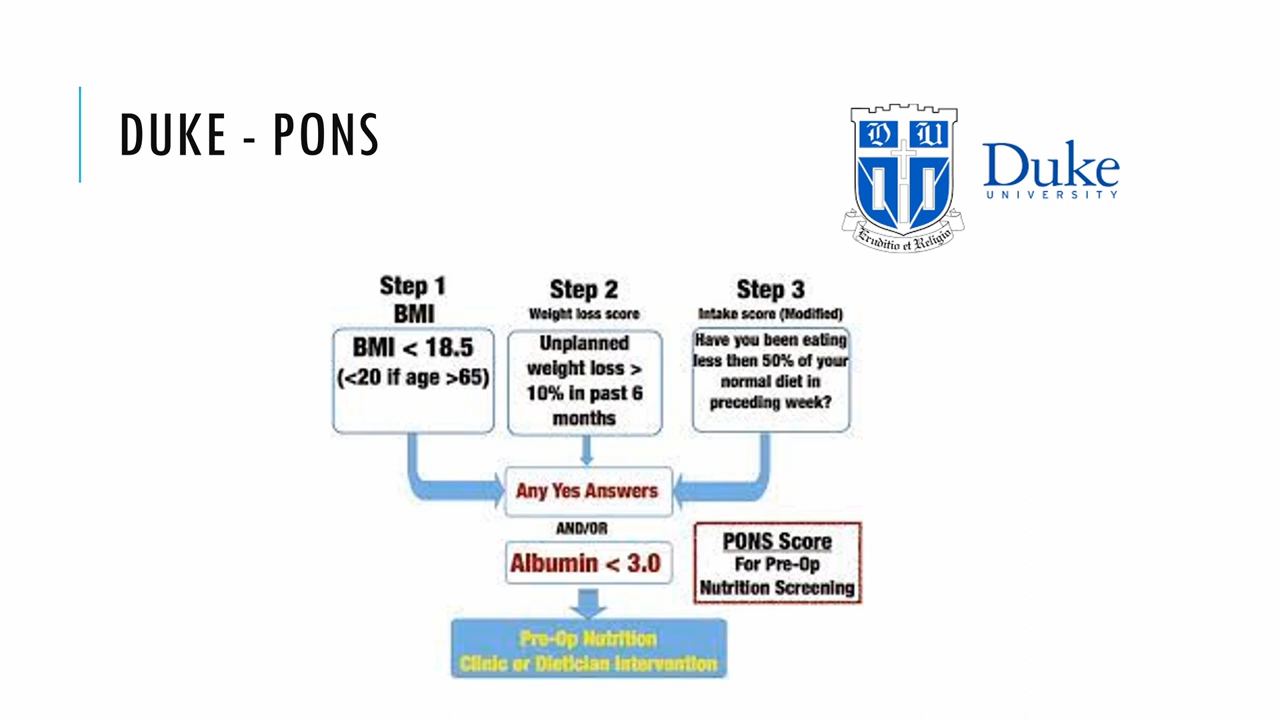 DUKE - PONS
D U
Eruditio et Religio
Duke
UNIVERSITY
Step 1
BMI
BMI < 18.5
(<20 if age >65)
Step 2
Weight loss score
Unplanned
weight loss >
10% in past 6
months
Step 3
Intake score (Modified)
Have you been eating
less then 50% of your
normal diet in
preceding week?
Any Yes Answers
AND/OR
Albumin < 3.0
PONS Score
For Pre-Op
Nutrition Screening
Pre-Op Nutrition
Clinic or Dietician Intervention